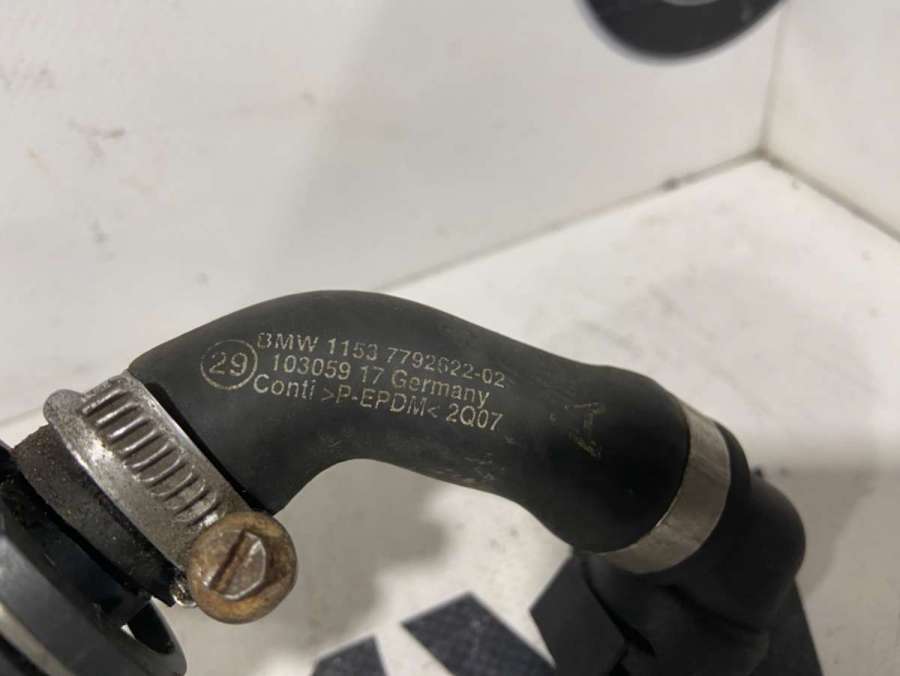 29
BMW 1153 7792622-02
103059 17 Germany
Conti >P-EPDM< 2Q07